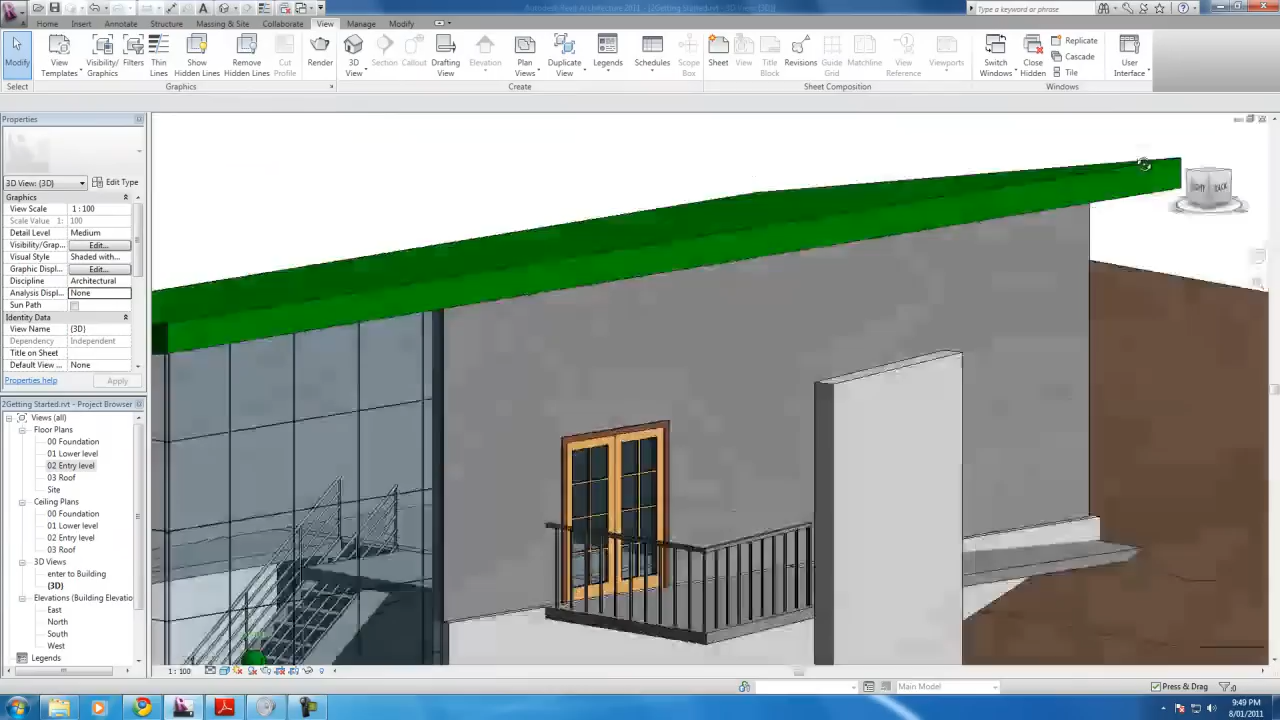 Autodesk Revit Architecture 2011 - [2Getting Started.rvt - 3D View: {3D}]
Type a keyword or phrase
Home Insert Annotate Structure Massing & Site Collaborate View Manage Modify
Modify View Templates Visibility/ Graphics Filters Thin Lines Show Hidden Lines Remove Hidden Lines Cut Profile Render 3D View Section Callout Drafting View Elevation Plan Views Duplicate View Legends Schedules Scope Box Sheet View Title Block Revisions Guide Grid Matchline View Reference Viewports Switch Windows Close Hidden Replicate Cascade Tile User Interface
Select Graphics Create Sheet Composition Windows
Properties
3D View: {3D} Edit Type
Graphics
View Scale 1 : 100
Scale Value 1: 100
Detail Level Medium
Visibility/Grap... Edit...
Visual Style Shaded with...
Graphic Displ... Edit...
Discipline Architectural
Analysis Displ... None
Sun Path
Identity Data
View Name {3D}
Dependency Independent
Title on Sheet
Default View ... None
Properties help Apply
2Getting Started.rvt - Project Browser
Views (all)
Floor Plans
00 Foundation
01 Lower level
02 Entry level
03 Roof
Site
Ceiling Plans
00 Foundation
01 Lower level
02 Entry level
03 Roof
3D Views
enter to Building
{3D}
Elevations (Building Elevatio
East
North
South
West
Legends
BACK
1 : 100
Main Model
Press & Drag
:0
9:49 PM
8/01/2011